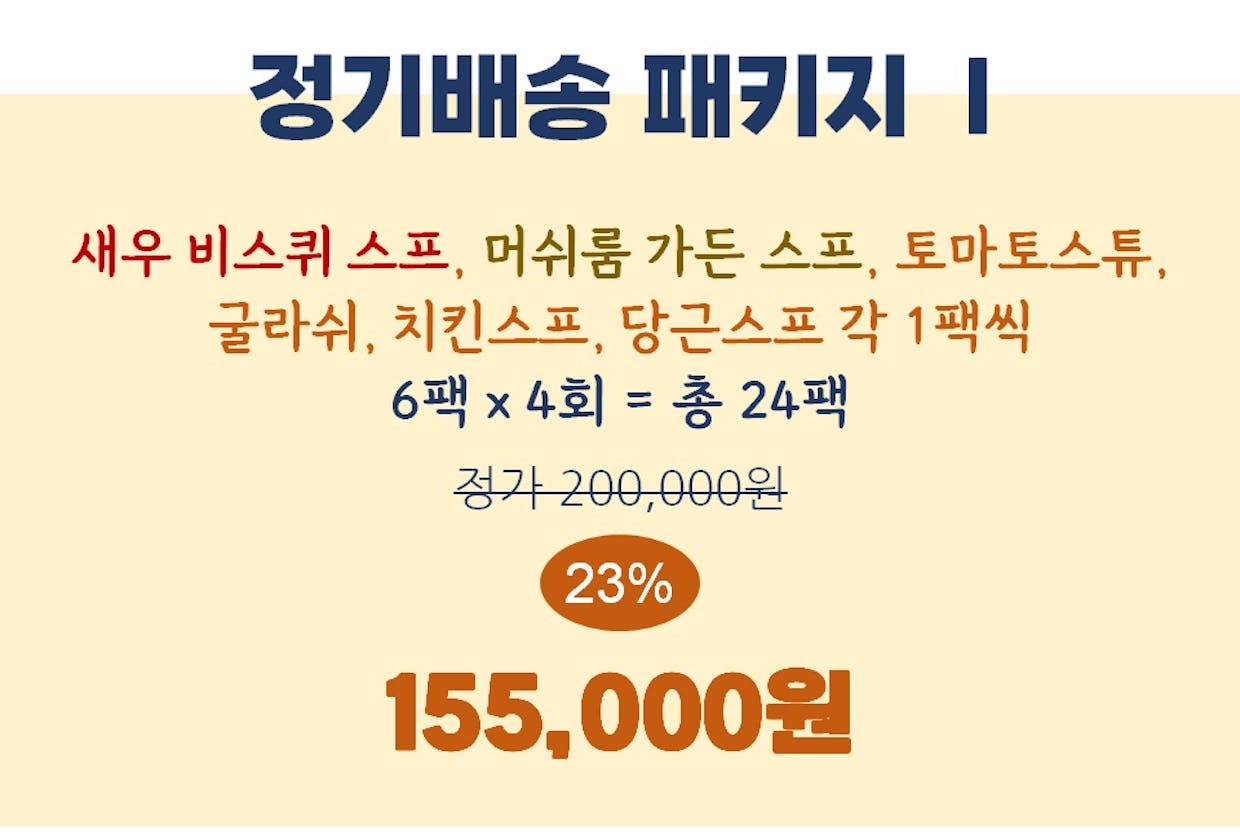 정기배송 패키지 I
새우 비스퀴 스프, 머쉬룸 가든 스프, 토마토스튜,
굴라쉬, 치킨스프, 당근스프 각 1팩씩
6팩 x 4회 = 총 24팩
정가 200,000원
23%
155,000원